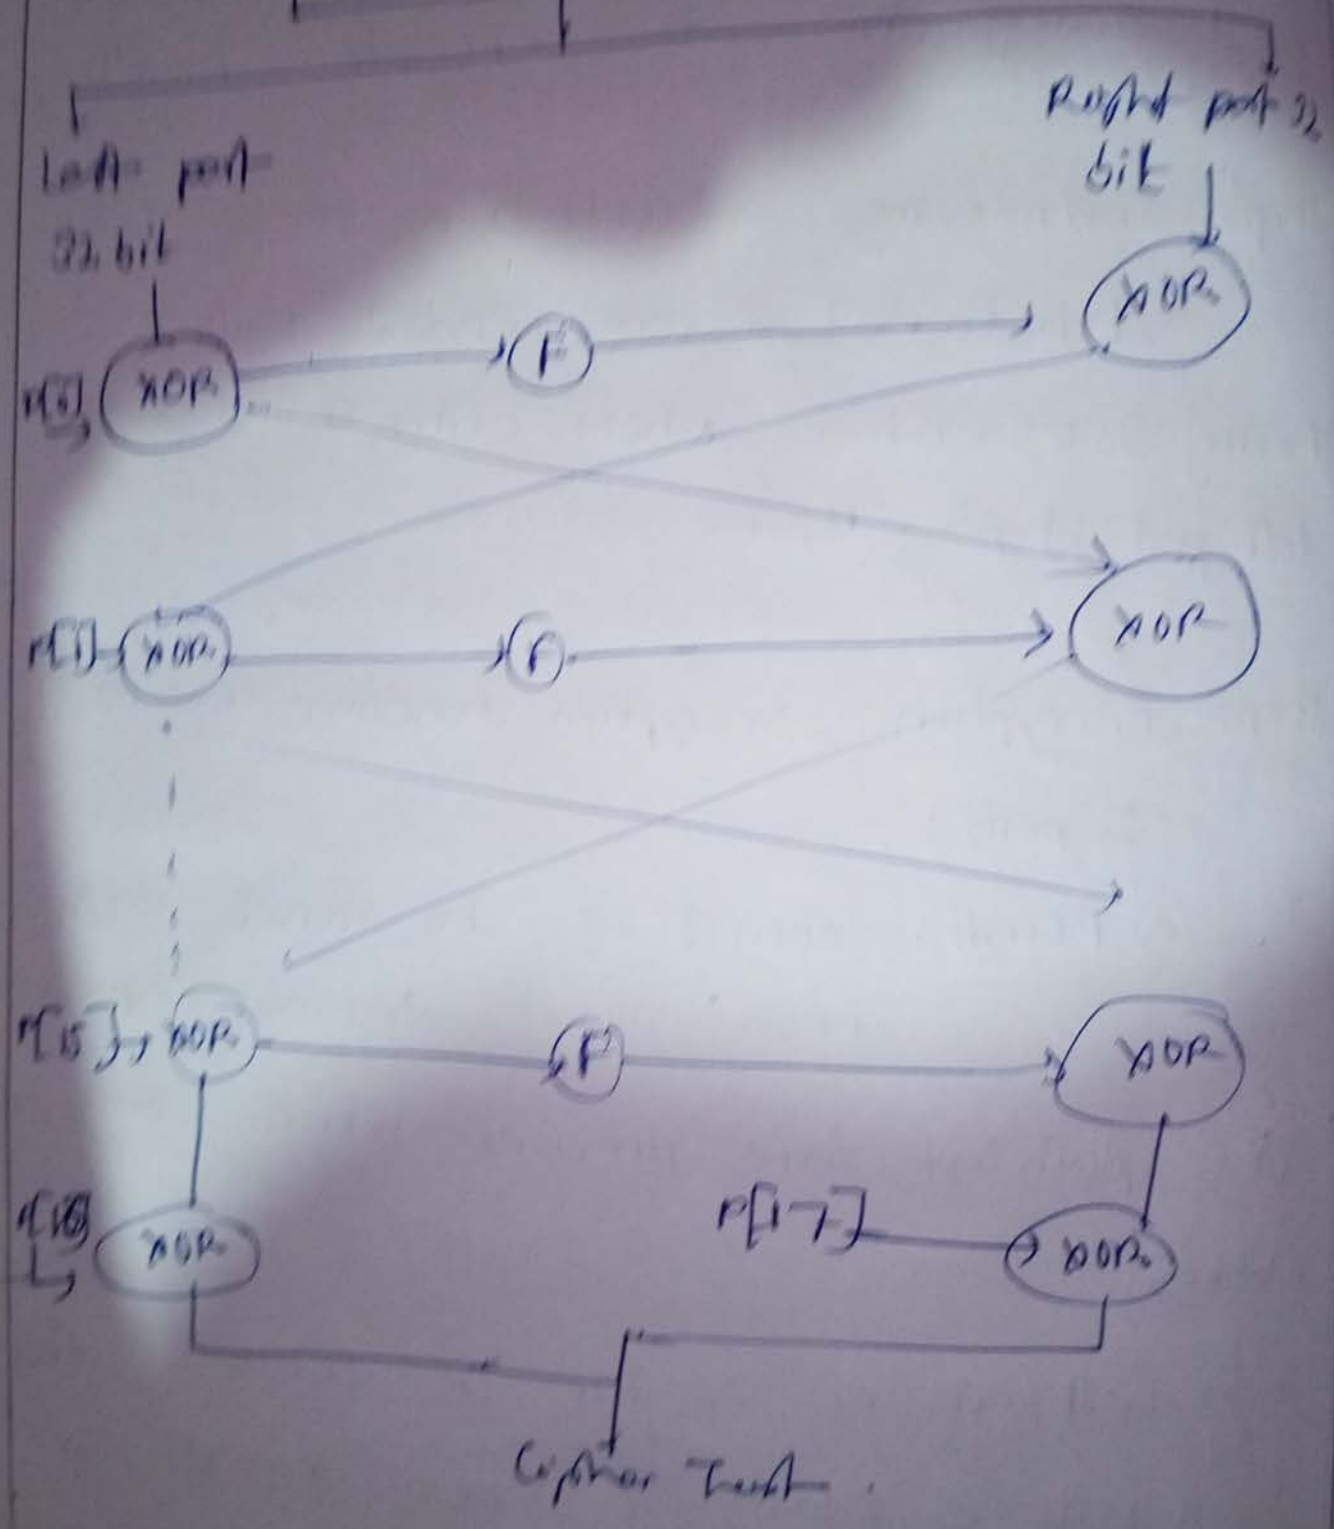 Right part 32
bit
Left part
32 bit
XOR
F
XOR
P[0]
XOR
P[1]
XOR
F
P[15]
XOR
F
XOR
P[16]
XOR
P[17]
XOR
Cipher Text.